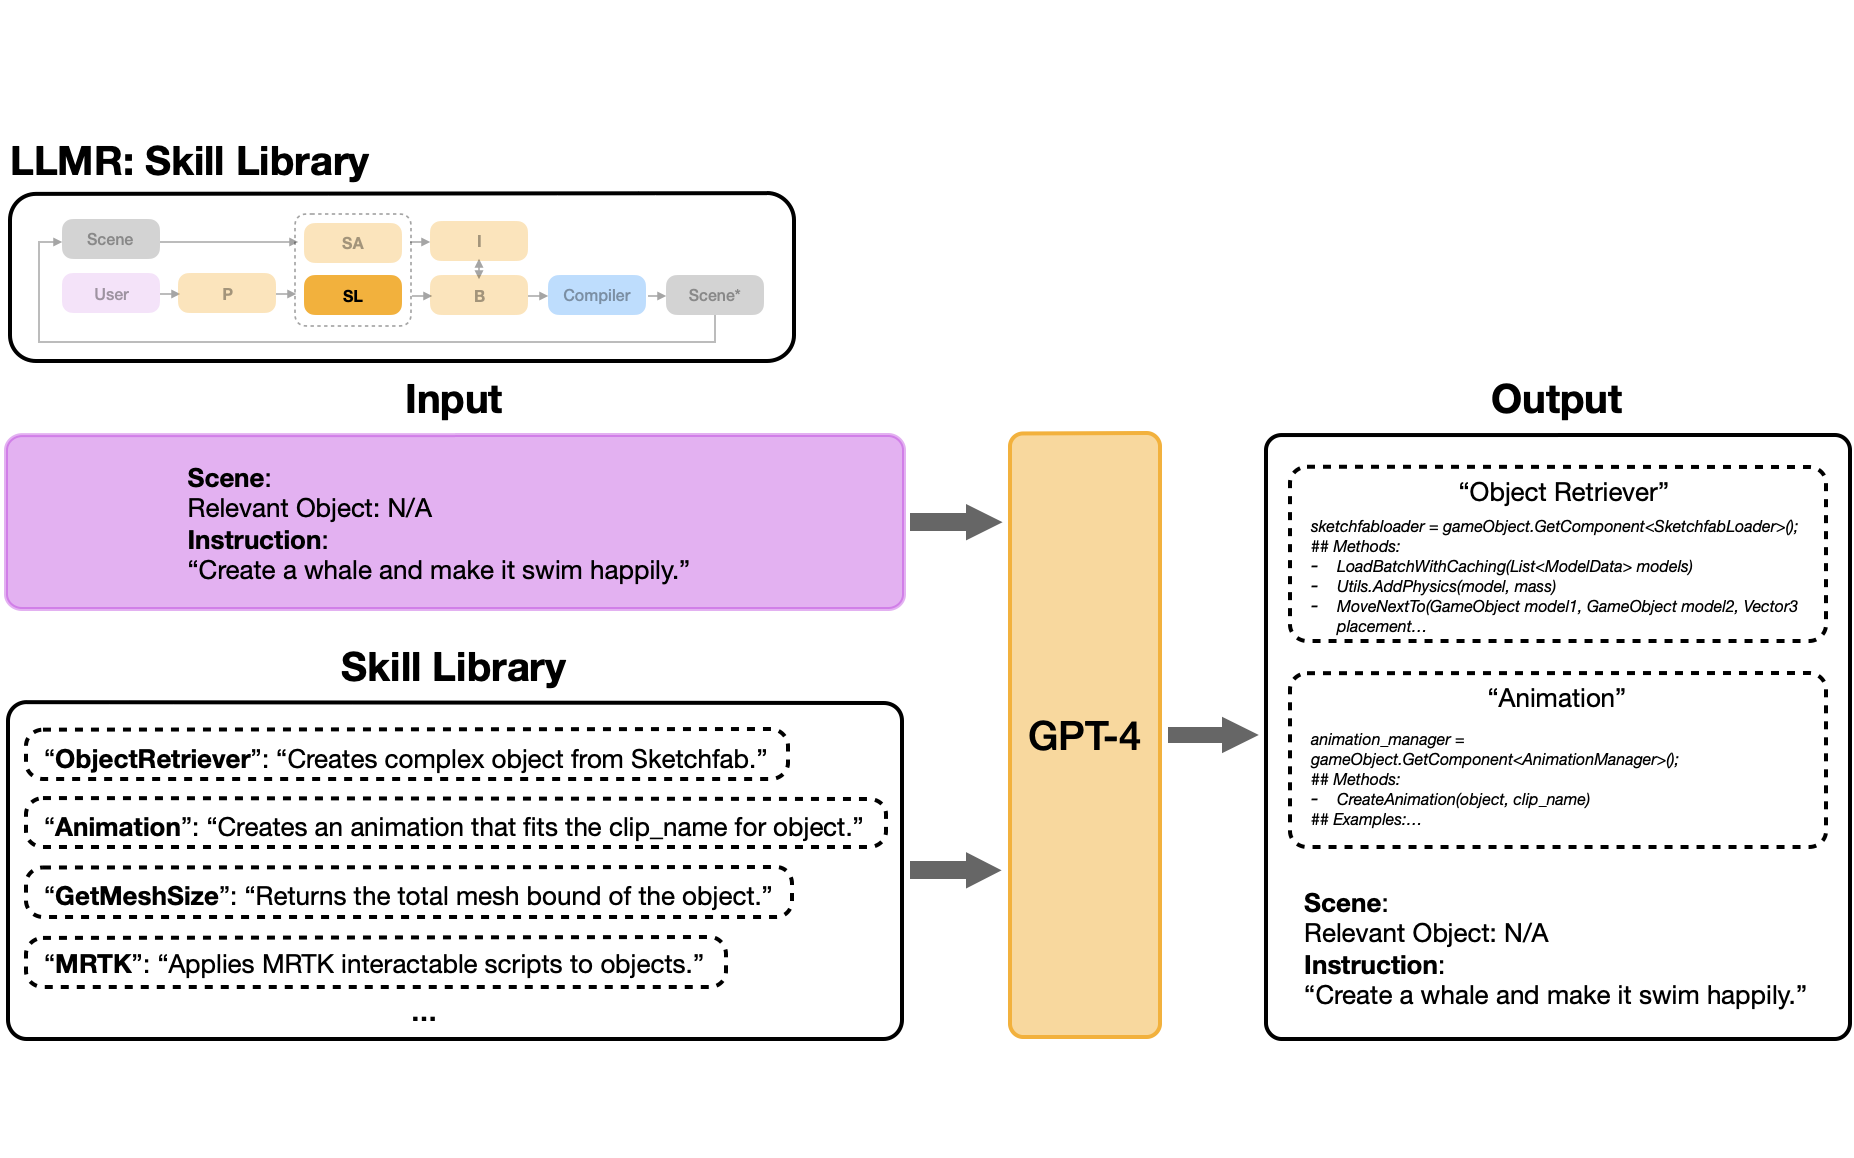 LLMR: Skill Library
Scene
SA
I
User
P
SL
B
Compiler
Scene*
Input
Scene:
Relevant Object: N/A
Instruction:
“Create a whale and make it swim happily.”
Skill Library
“ObjectRetriever”: “Creates complex object from Sketchfab.”
“Animation”: “Creates an animation that fits the clip_name for object.”
“GetMeshSize”: “Returns the total mesh bound of the object.”
“MRTK”: “Applies MRTK interactable scripts to objects.”
...
GPT-4
Output
“Object Retriever”
sketchfabloader = gameObject.GetComponent<SketchfabLoader>();
## Methods:
- LoadBatchWithCaching(List<ModelData> models)
- Utils.AddPhysics(model, mass)
- MoveNextTo(GameObject model1, GameObject model2, Vector3
placement…
“Animation”
animation_manager =
gameObject.GetComponent<AnimationManager>();
## Methods:
- CreateAnimation(object, clip_name)
## Examples:…
Scene:
Relevant Object: N/A
Instruction:
“Create a whale and make it swim happily.”